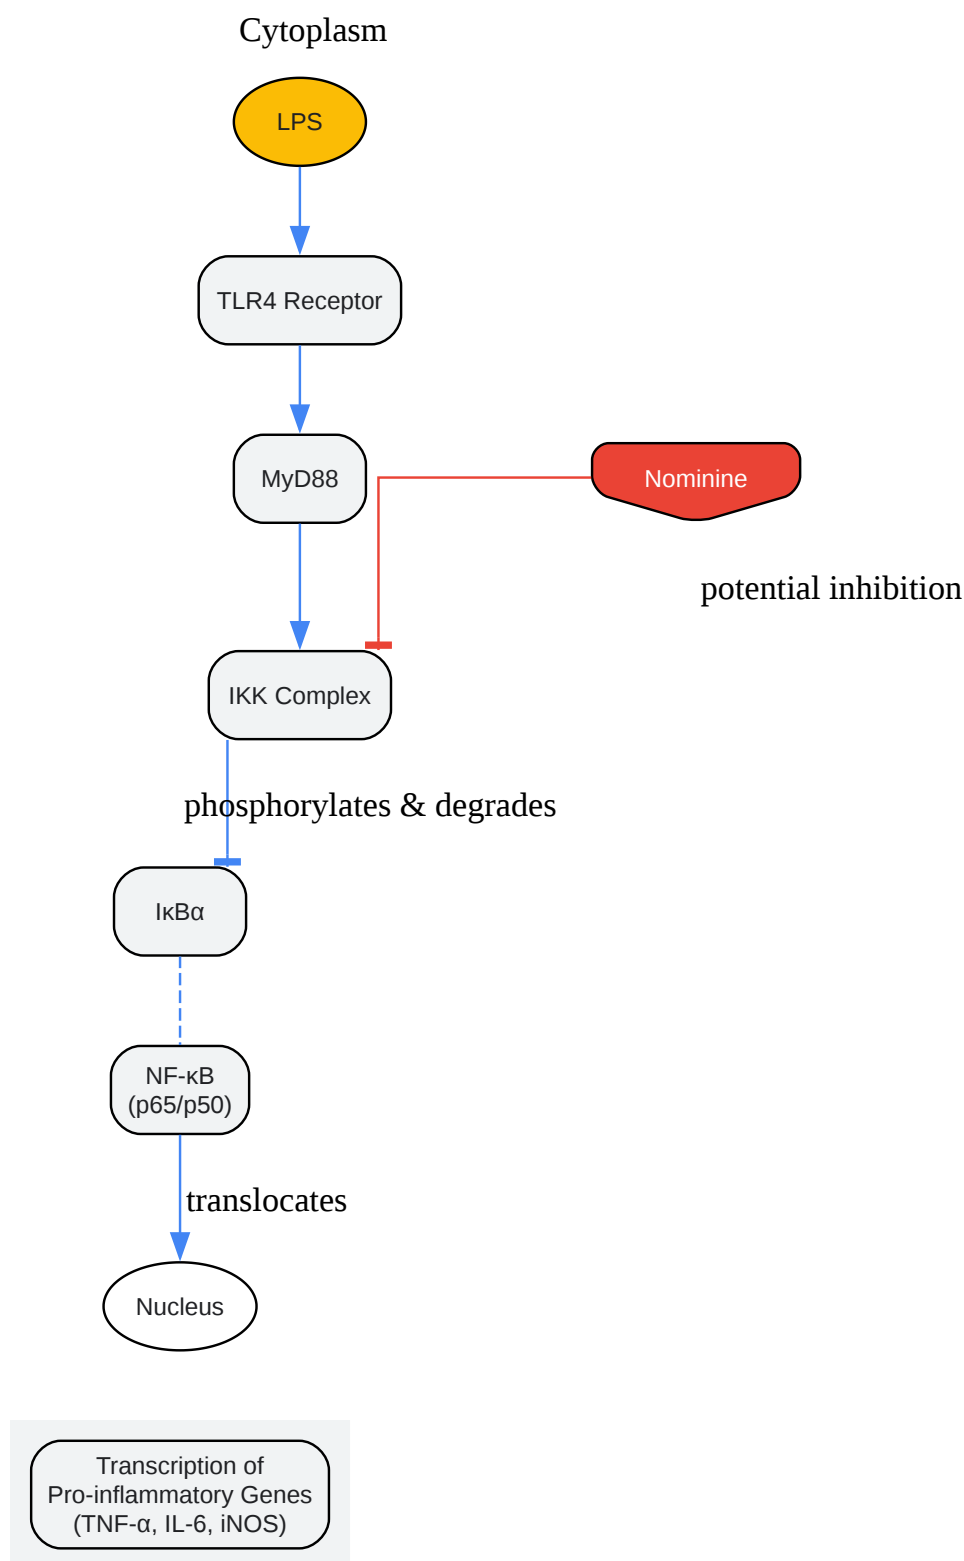 Cytoplasm
LPS
TLR4 Receptor
MyD88
Nominine
potential inhibition
IKK Complex
phosphorylates & degrades
IκBα
NF-κB
(p65/p50)
translocates
Nucleus
Transcription of
Pro-inflammatory Genes
(TNF-α, IL-6, iNOS)